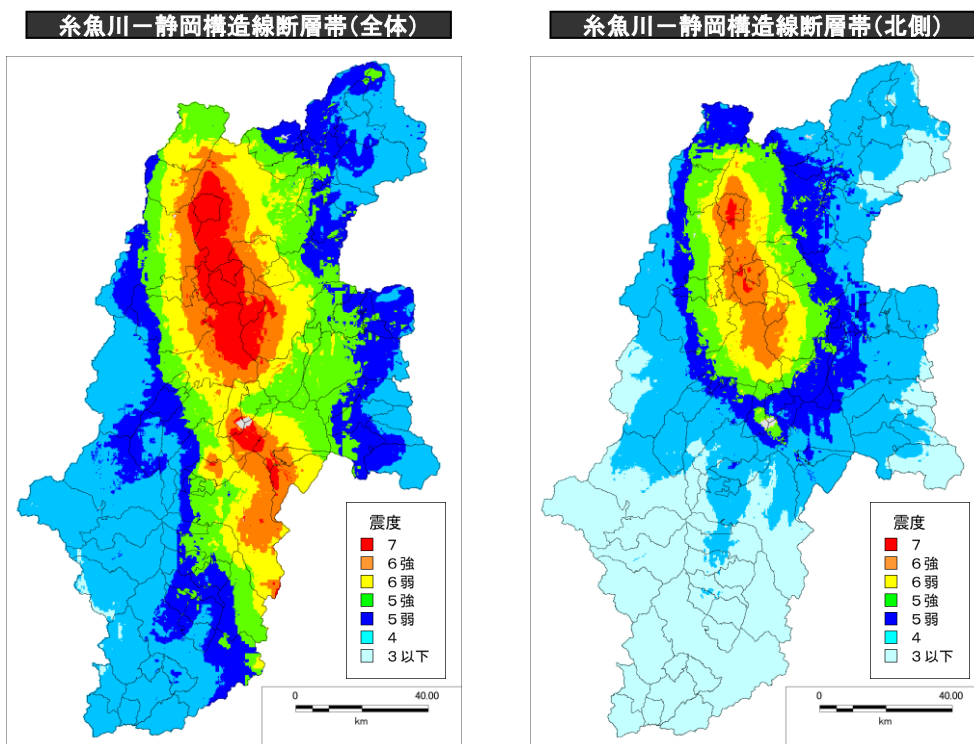 糸魚川－静岡構造線断層帯（全体）
震度
7
6強
6弱
5強
5弱
4
3以下
0 40.00
km
糸魚川－静岡構造線断層帯（北側）
震度
7
6強
6弱
5強
5弱
4
3以下
0 40.00
km